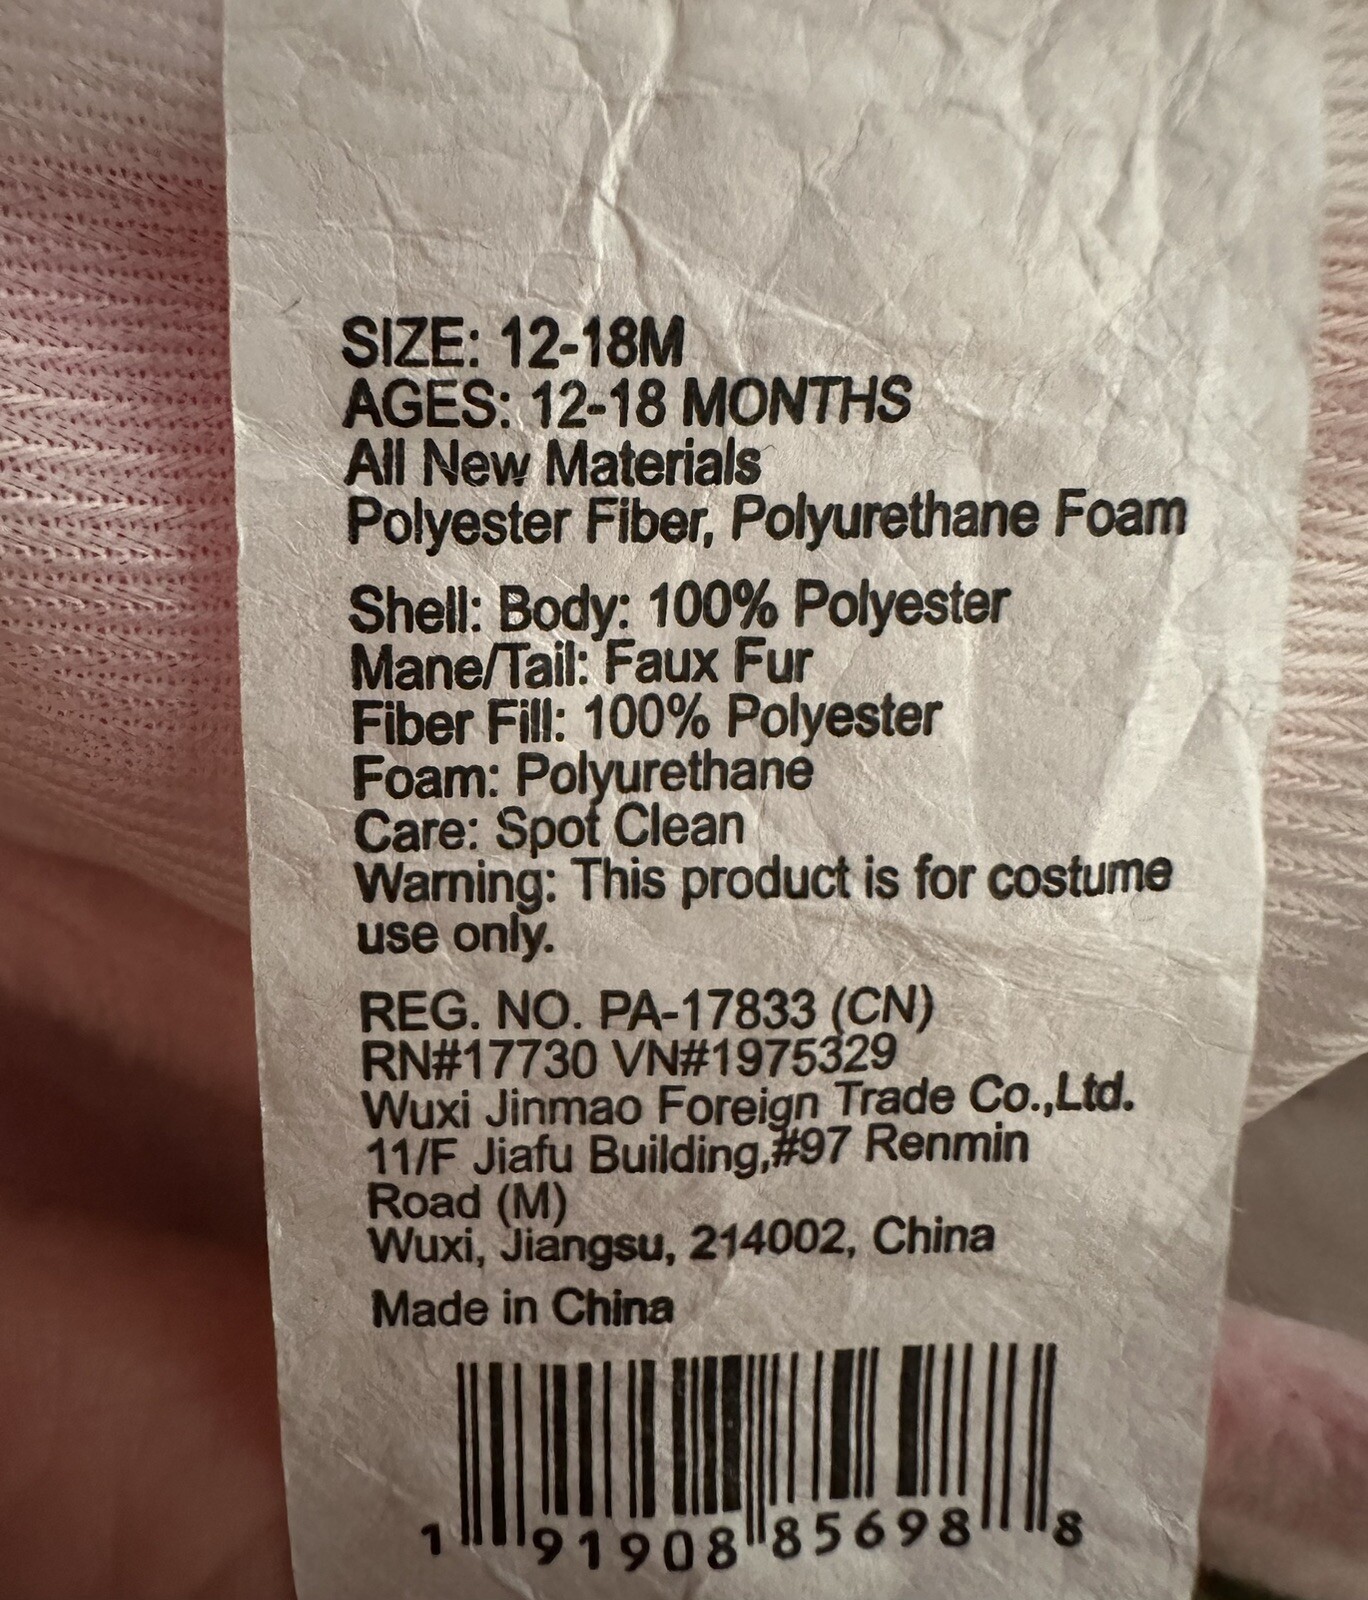 SIZE: 12-18M
AGES: 12-18 MONTHS
All New Materials
Polyester Fiber, Polyurethane Foam
Shell: Body: 100% Polyester
Mane/Tail: Faux Fur
Fiber Fill: 100% Polyester
Foam: Polyurethane
Care: Spot Clean
Warning: This product is for costume
use only.
REG. NO. PA-17833 (CN)
RN#17730 VN#1975329
Wuxi Jinmao Foreign Trade Co.,Ltd.
11/F Jiafu Building,#97 Renmin
Road (M)
Wuxi, Jiangsu, 214002, China
Made in China
1 91908 85698 8